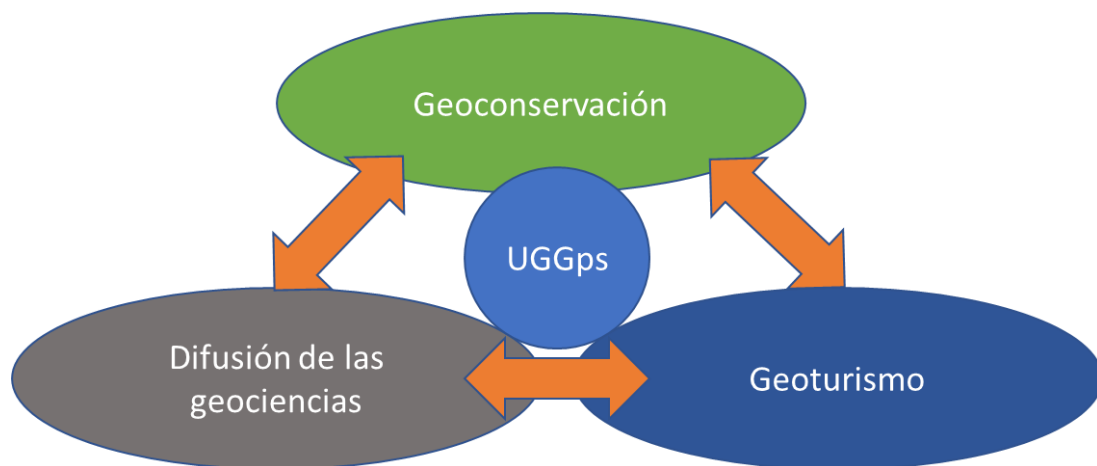 Geoconservación
UGGps
Difusión de las
geociencias
Geoturismo